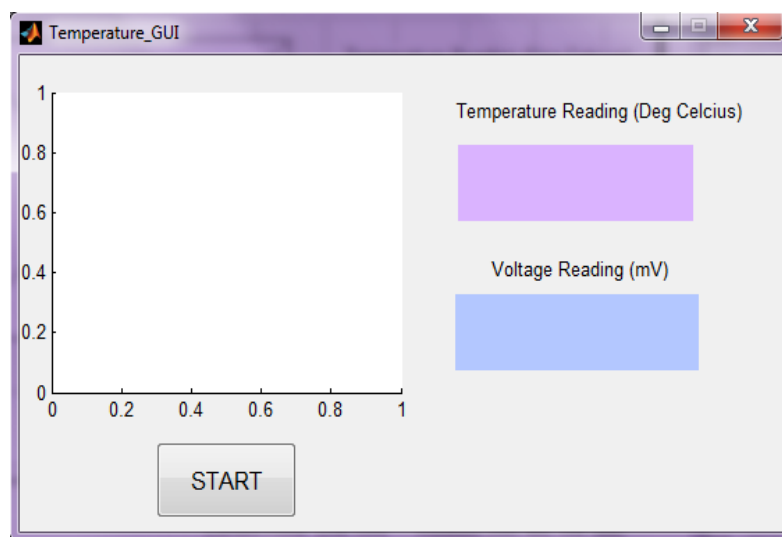 Temperature_GUI
1
0.8
0.6
0.4
0.2
0
0 0.2 0.4 0.6 0.8 1
Temperature Reading (Deg Celcius)
Voltage Reading (mV)
START